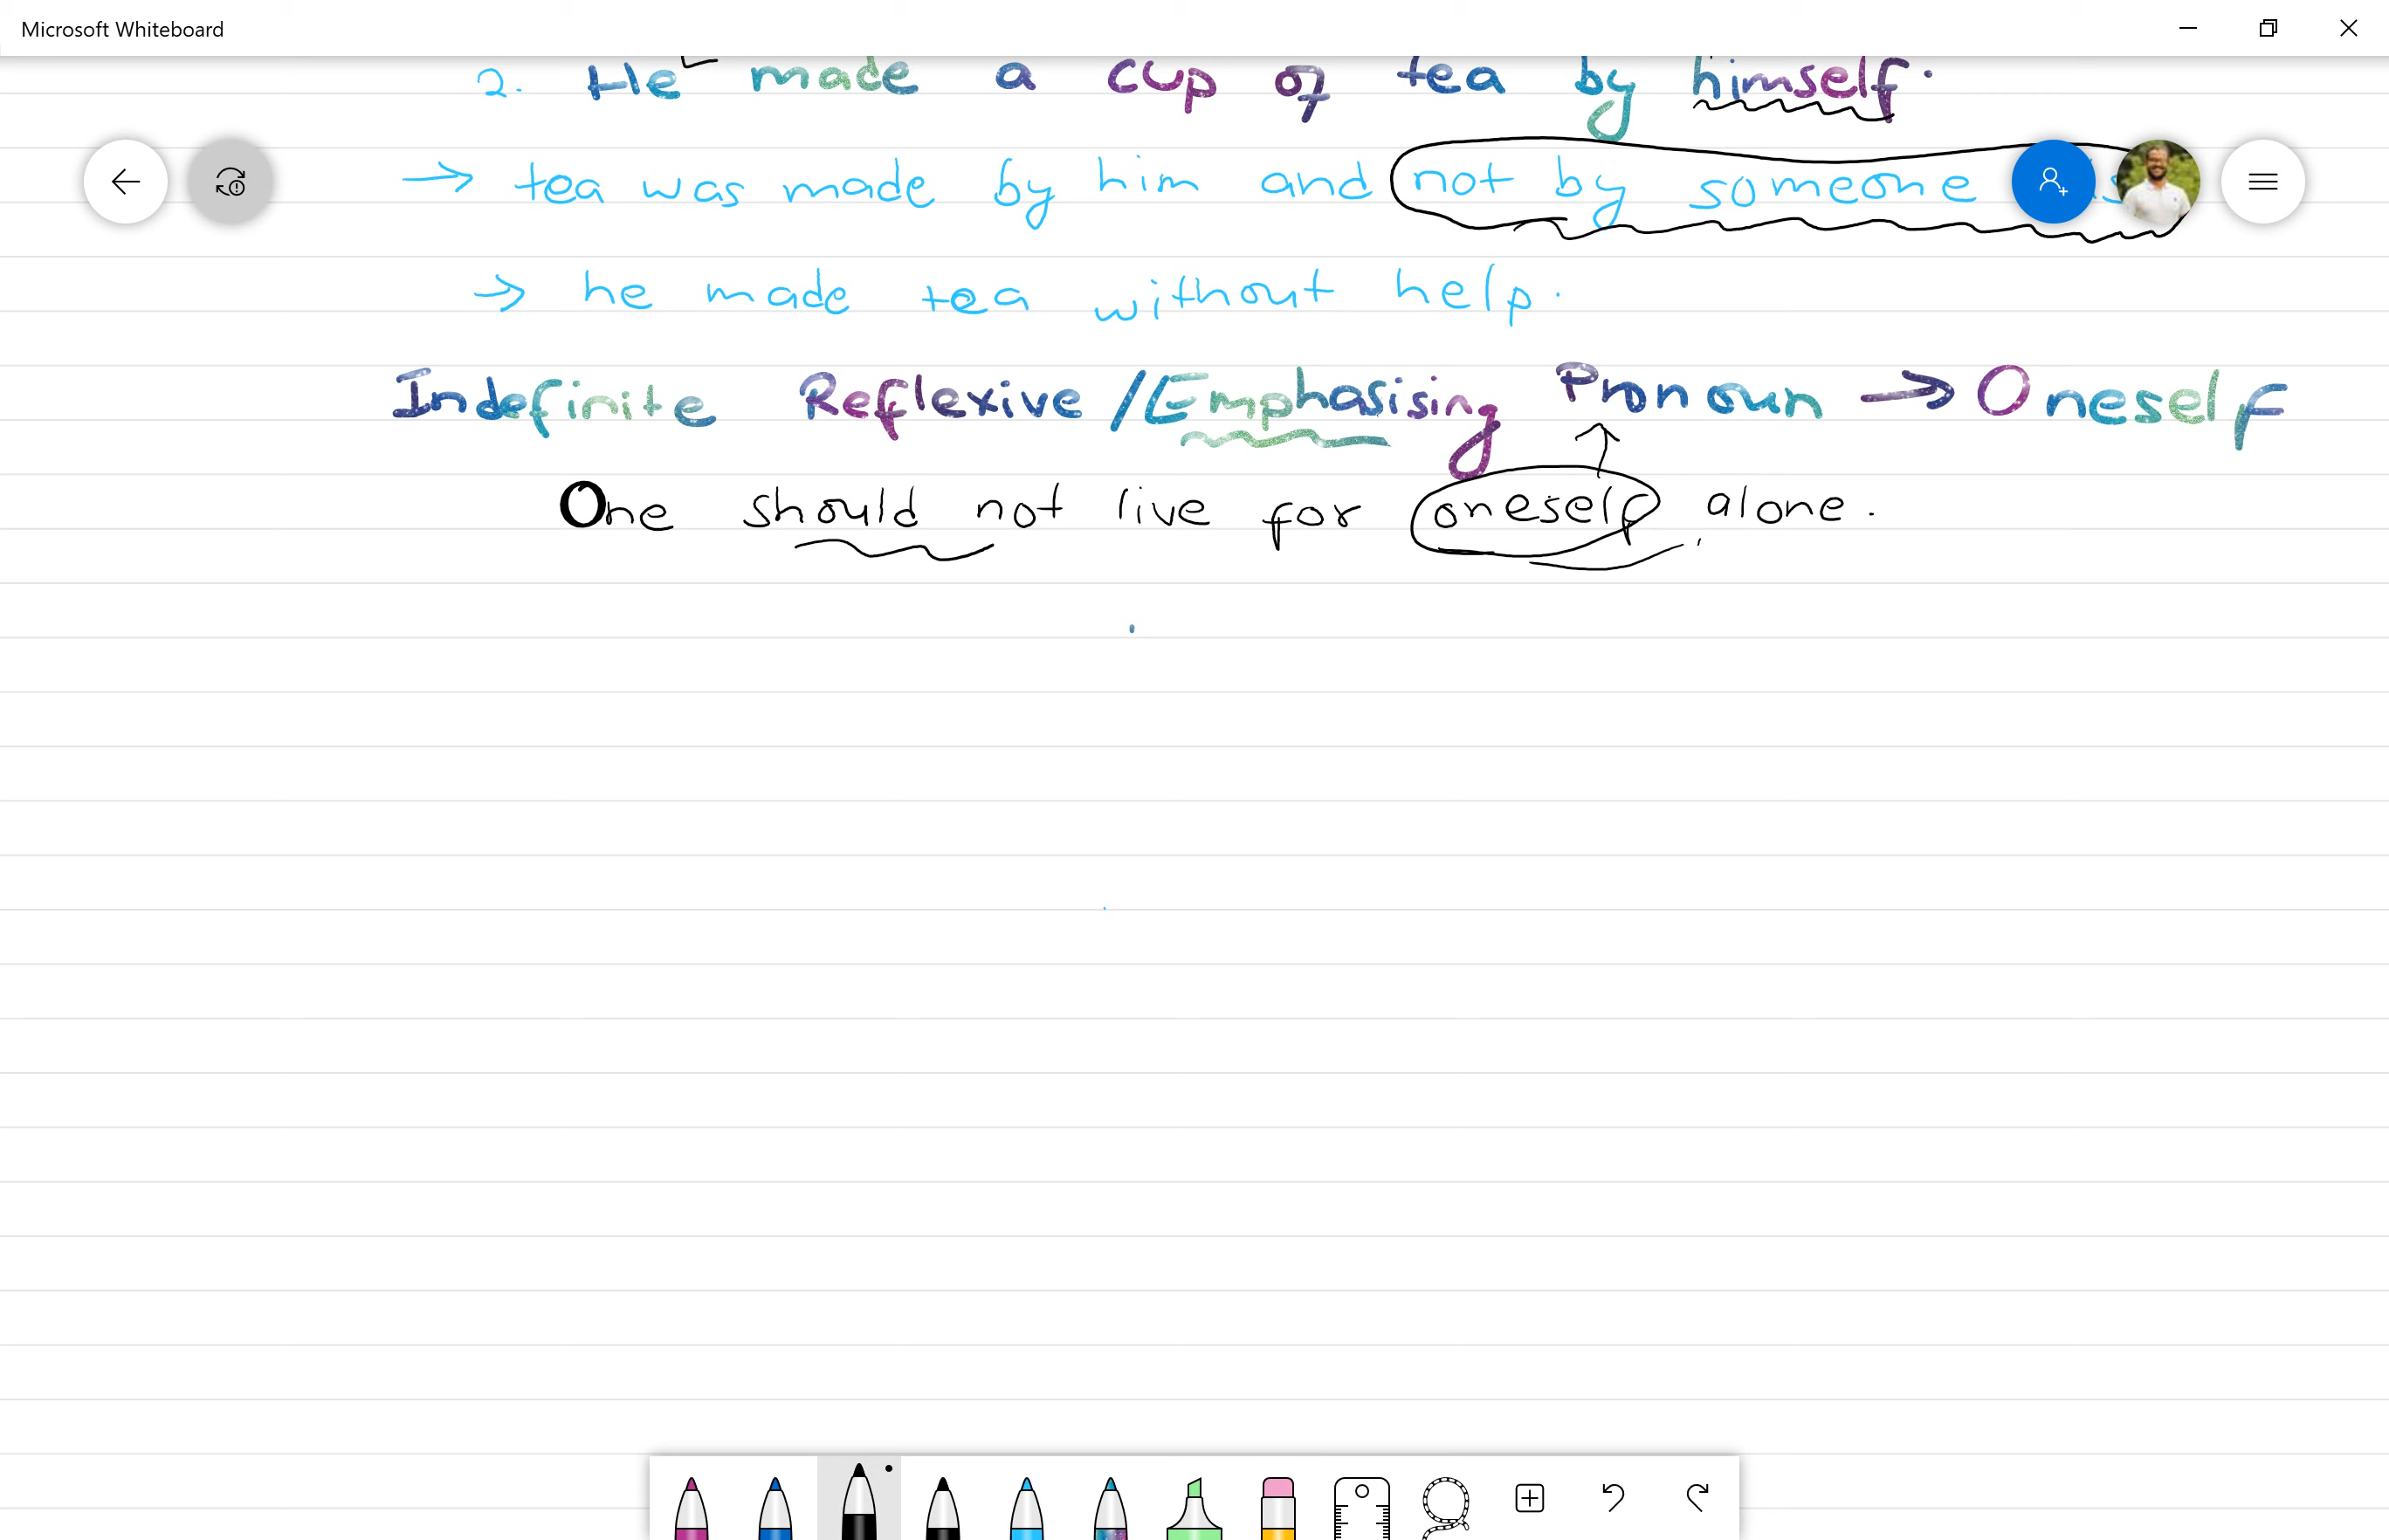 Microsoft Whiteboard
2. He made a cup of tea by himself.
→ tea was made by him and not by someone
→ he made tea without help.
Indefinite Reflexive / Emphasising Pronoun → Oneself
One should not live for oneself alone.